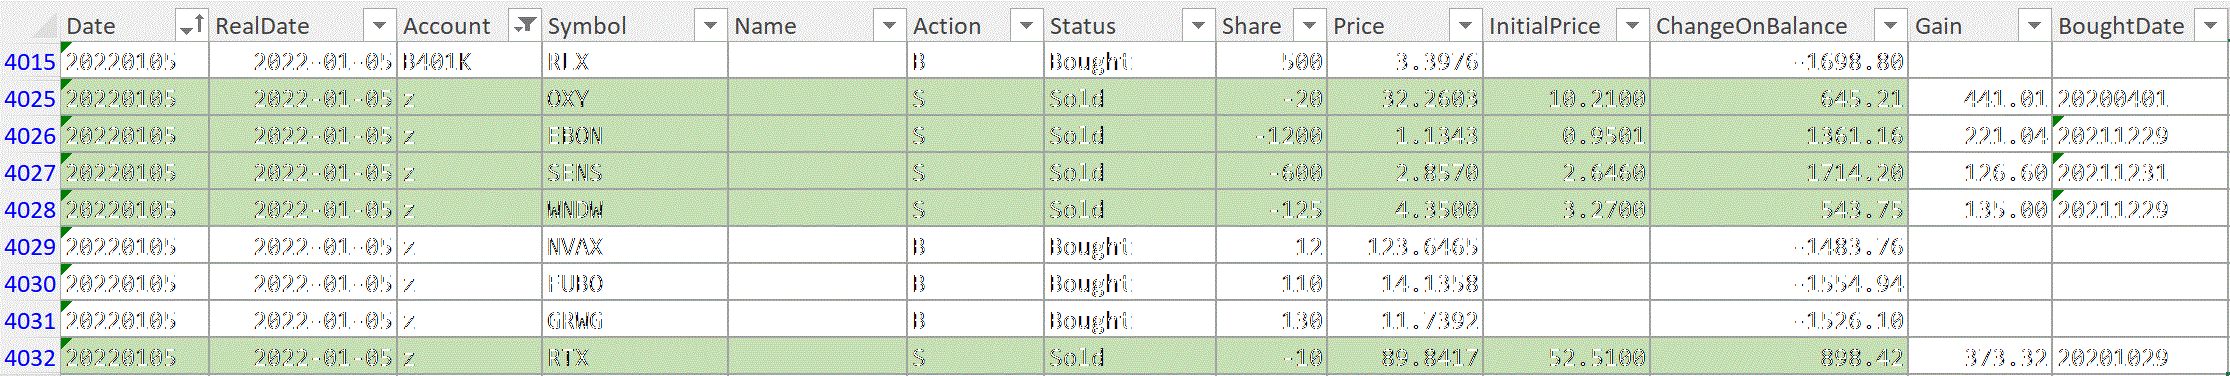 Date RealDate Account Symbol Name Action Status Share Price InitialPrice ChangeOnBalance Gain BoughtDate
4015 20220105 2022-01-05 B401K RLX B Bought 500 3.3976 -1698.80
4025 20220105 2022-01-05 z OXY S Sold -20 32.2603 10.2100 645.21 441.01 20200401
4026 20220105 2022-01-05 z EBON S Sold -1200 1.1343 0.9501 1361.16 221.04 20211229
4027 20220105 2022-01-05 z SENS S Sold -600 2.8570 2.6460 1714.20 126.60 20211231
4028 20220105 2022-01-05 z WNDW S Sold -125 4.3500 3.2700 543.75 135.00 20211229
4029 20220105 2022-01-05 z NVAX B Bought 12 123.6465 -1483.76
4030 20220105 2022-01-05 z FUBO B Bought 110 14.1358 -1554.94
4031 20220105 2022-01-05 z GRWG B Bought 130 11.7392 -1526.10
4032 20220105 2022-01-05 z RTX S Sold -10 89.8417 52.5100 898.42 373.32 20201029